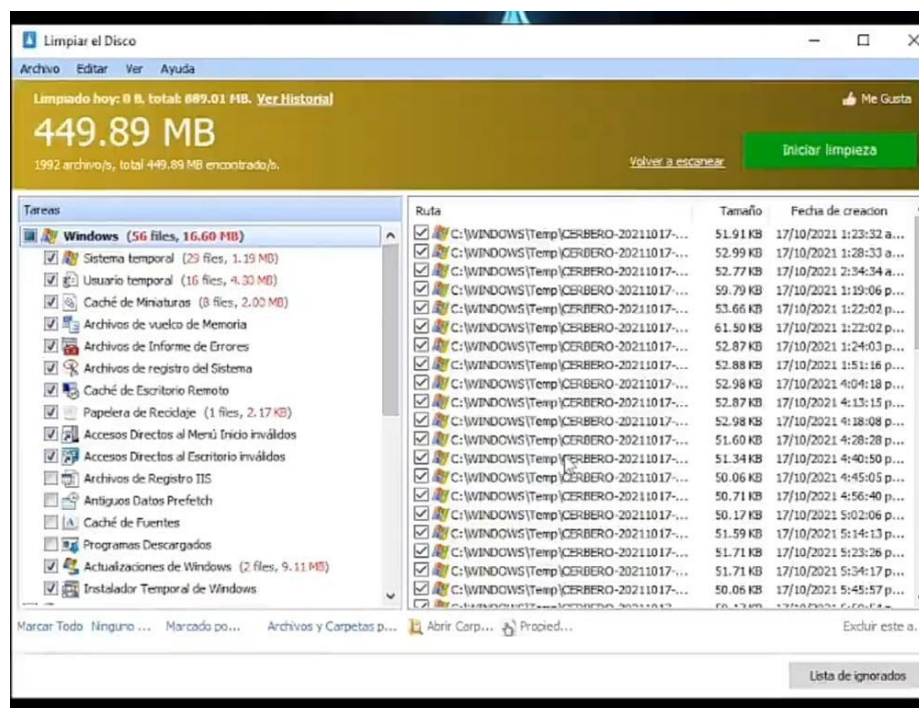 Limpiar el Disco
Archivo Editar Ver Ayuda
Limpiado hoy: 0 B, total: 689.01 MB. Ver Historial
Me Gusta
449.89 MB
1992 archivo/s, total 449.89 MB encontrado/s.
Volver a escanear
Iniciar limpieza
Tareas
Windows (56 files, 16.60 MB)
Sistema temporal (29 files, 1.19 MB)
Usuario temporal (16 files, 4.30 MB)
Caché de Miniaturas (8 files, 2.00 MB)
Archivos de vuelco de Memoria
Archivos de Informe de Errores
Archivos de registro del Sistema
Caché de Escritorio Remoto
Papelera de Reciclaje (1 files, 2.17 KB)
Accesos Directos al Menú Inicio inválidos
Accesos Directos al Escritorio inválidos
Archivos de Registro IIS
Antiguos Datos Prefetch
Caché de Fuentes
Programas Descargados
Actualizaciones de Windows (2 files, 9.11 MB)
Instalador Temporal de Windows
Ruta Tamaño Fecha de creacion
C:\WINDOWS\Temp\CERBERO-20211017-... 51.91 KB 17/10/2021 1:23:32 a...
C:\WINDOWS\Temp\CERBERO-20211017-... 52.99 KB 17/10/2021 1:28:33 a...
C:\WINDOWS\Temp\CERBERO-20211017-... 52.77 KB 17/10/2021 2:34:34 a...
C:\WINDOWS\Temp\CERBERO-20211017-... 59.79 KB 17/10/2021 1:19:06 p...
C:\WINDOWS\Temp\CERBERO-20211017-... 53.66 KB 17/10/2021 1:22:02 p...
C:\WINDOWS\Temp\CERBERO-20211017-... 61.50 KB 17/10/2021 1:22:02 p...
C:\WINDOWS\Temp\CERBERO-20211017-... 52.87 KB 17/10/2021 1:24:03 p...
C:\WINDOWS\Temp\CERBERO-20211017-... 52.88 KB 17/10/2021 1:51:16 p...
C:\WINDOWS\Temp\CERBERO-20211017-... 52.98 KB 17/10/2021 4:04:18 p...
C:\WINDOWS\Temp\CERBERO-20211017-... 52.87 KB 17/10/2021 4:13:15 p...
C:\WINDOWS\Temp\CERBERO-20211017-... 52.98 KB 17/10/2021 4:18:08 p...
C:\WINDOWS\Temp\CERBERO-20211017-... 51.60 KB 17/10/2021 4:28:28 p...
C:\WINDOWS\Temp\CERBERO-20211017-... 51.34 KB 17/10/2021 4:40:50 p...
C:\WINDOWS\Temp\CERBERO-20211017-... 50.06 KB 17/10/2021 4:45:05 p...
C:\WINDOWS\Temp\CERBERO-20211017-... 50.71 KB 17/10/2021 4:56:40 p...
C:\WINDOWS\Temp\CERBERO-20211017-... 50.17 KB 17/10/2021 5:02:06 p...
C:\WINDOWS\Temp\CERBERO-20211017-... 51.59 KB 17/10/2021 5:14:13 p...
C:\WINDOWS\Temp\CERBERO-20211017-... 51.71 KB 17/10/2021 5:23:26 p...
C:\WINDOWS\Temp\CERBERO-20211017-... 51.71 KB 17/10/2021 5:34:17 p...
C:\WINDOWS\Temp\CERBERO-20211017-... 50.06 KB 17/10/2021 5:45:57 p...
Marcar Todo Ninguno ... Marcado po... Archivos y Carpetas p... Abrir Carp... Propied... Excluir este a.
Lista de ignorados